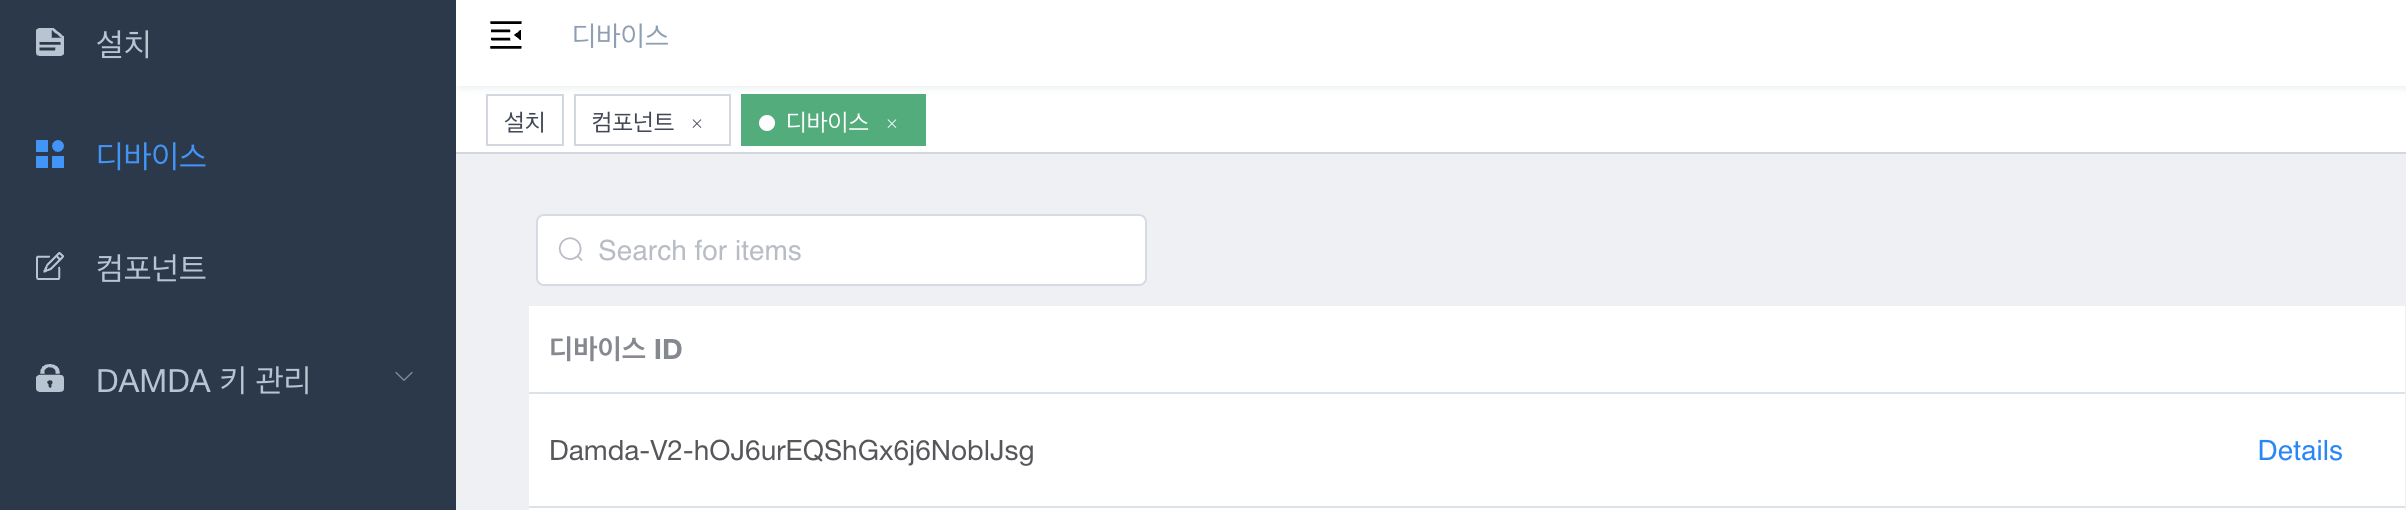 설치
디바이스
컴포넌트
DAMDA 키 관리
디바이스
설치 컴포넌트 × 디바이스 ×
Search for items
디바이스 ID
Damda-V2-hOJ6urEQShGx6j6NoblJsg Details